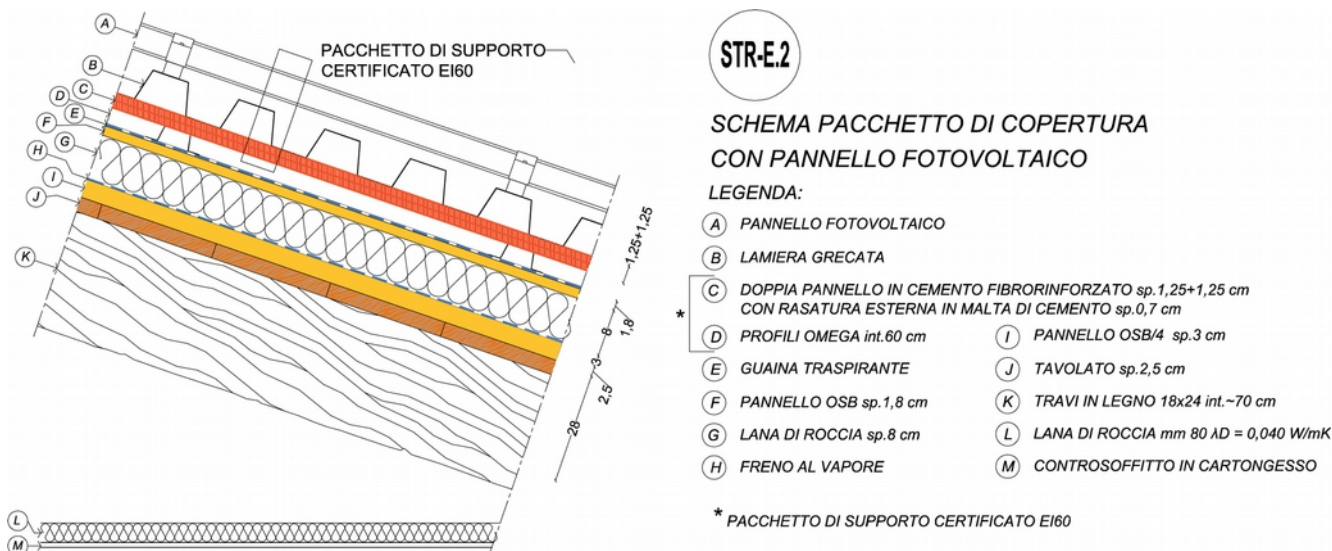 A
PACCHETTO DI SUPPORTO
CERTIFICATO EI60
B
C
D
E
F
G
H
I
J
K
L
M
1,25+1,25
1,8
8
3
2,5
28
STR-E.2
SCHEMA PACCHETTO DI COPERTURA
CON PANNELLO FOTOVOLTAICO
LEGENDA:
A PANNELLO FOTOVOLTAICO
B LAMIERA GRECATA
C DOPPIA PANNELLO IN CEMENTO FIBRORINFORZATO sp.1,25+1,25 cm
CON RASATURA ESTERNA IN MALTA DI CEMENTO sp.0,7 cm
*
D PROFILI OMEGA int.60 cm
E GUAINA TRASPIRANTE
F PANNELLO OSB sp.1,8 cm
G LANA DI ROCCIA sp.8 cm
H FRENO AL VAPORE
I PANNELLO OSB/4 sp.3 cm
J TAVOLATO sp.2,5 cm
K TRAVI IN LEGNO 18x24 int.~70 cm
L LANA DI ROCCIA mm 80 λD = 0,040 W/mK
M CONTROSOFFITTO IN CARTONGESSO
* PACCHETTO DI SUPPORTO CERTIFICATO EI60